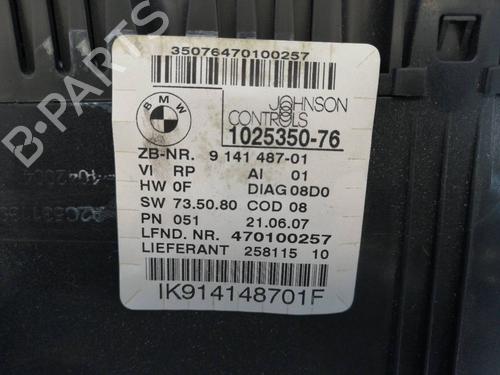 35076470100257
BMW
JOHNSON
CONTROLS
1025350-76
ZB-NR. 9 141 487-01
VI RP AI 01
HW 0F DIAG 08D0
SW 73.50.80 COD 08
PN 051 21.06.07
LFND. NR. 470100257
LIEFERANT 258115 10
IK914148701F